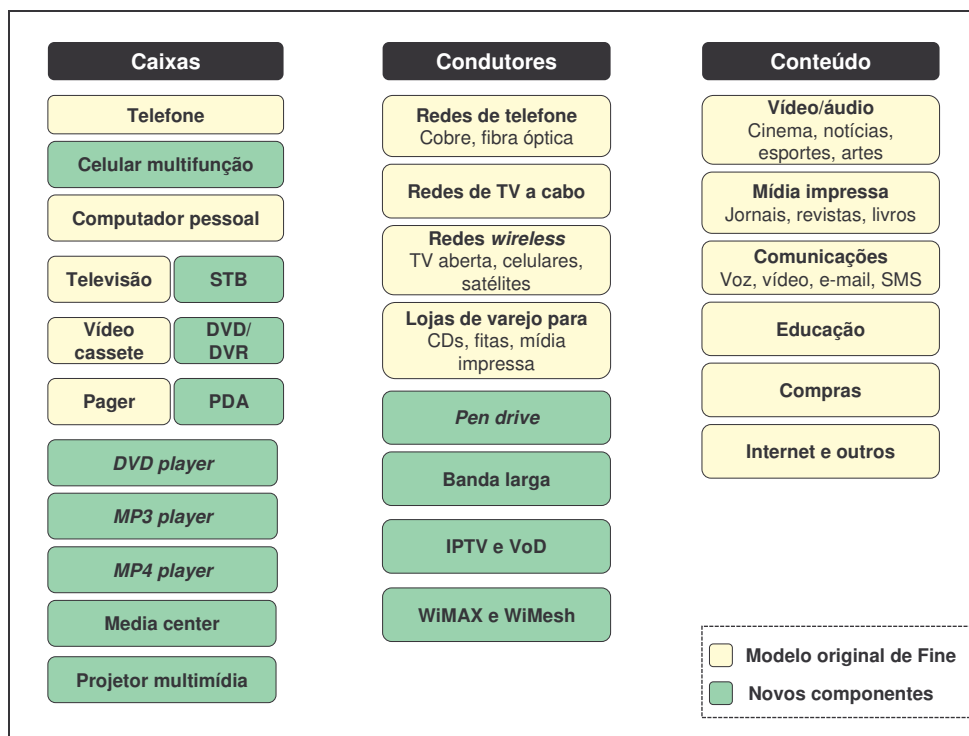 Caixas
Telefone
Celular multifunção
Computador pessoal
Televisão
STB
Vídeo
cassete
DVD/
DVR
Pager
PDA
DVD player
MP3 player
MP4 player
Media center
Projetor multimídia
Condutores
Redes de telefone
Cobre, fibra óptica
Redes de TV a cabo
Redes wireless
TV aberta, celulares,
satélites
Lojas de varejo para
CDs, fitas, mídia
impressa
Pen drive
Banda larga
IPTV e VoD
WiMAX e WiMesh
Conteúdo
Vídeo/áudio
Cinema, notícias,
esportes, artes
Mídia impressa
Jornais, revistas, livros
Comunicações
Voz, vídeo, e-mail, SMS
Educação
Compras
Internet e outros
Modelo original de Fine
Novos componentes